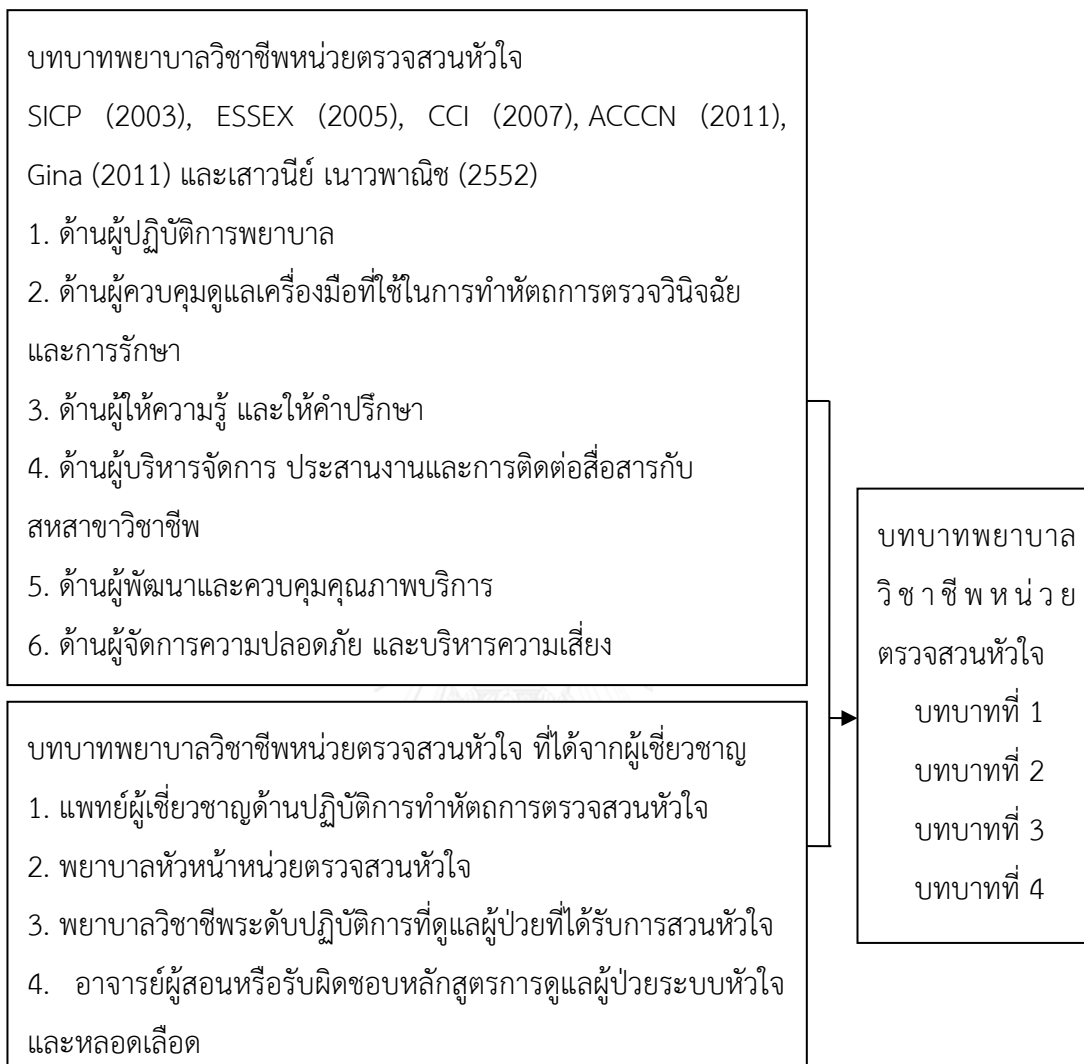 บทบาทพยาบาลวิชาชีพหน่วยตรวจสวนหัวใจ
SICP (2003), ESSEX (2005), CCI (2007), ACCCN (2011),
Gina (2011) และเสาวนีย์ เนาวพาณิช (2552)
1. ด้านผู้ปฏิบัติการพยาบาล
2. ด้านผู้ควบคุมดูแลเครื่องมือที่ใช้ในการทำหัตถการตรวจวินิจฉัย
และการรักษา
3. ด้านผู้ให้ความรู้ และให้คำปรึกษา
4. ด้านผู้บริหารจัดการ ประสานงานและการติดต่อสื่อสารกับ
สหสาขาวิชาชีพ
5. ด้านผู้พัฒนาและควบคุมคุณภาพบริการ
6. ด้านผู้จัดการความปลอดภัย และบริหารความเสี่ยง
บทบาทพยาบาลวิชาชีพหน่วยตรวจสวนหัวใจ ที่ได้จากผู้เชี่ยวชาญ
1. แพทย์ผู้เชี่ยวชาญด้านปฏิบัติการทำหัตถการตรวจสวนหัวใจ
2. พยาบาลหัวหน้าหน่วยตรวจสวนหัวใจ
3. พยาบาลวิชาชีพระดับปฏิบัติการที่ดูแลผู้ป่วยที่ได้รับการสวนหัวใจ
4. อาจารย์ผู้สอนหรือรับผิดชอบหลักสูตรการดูแลผู้ป่วยระบบหัวใจ
และหลอดเลือด
บทบาทพยาบาล
วิชาชีพหน่วย
ตรวจสวนหัวใจ
บทบาทที่ 1
บทบาทที่ 2
บทบาทที่ 3
บทบาทที่ 4